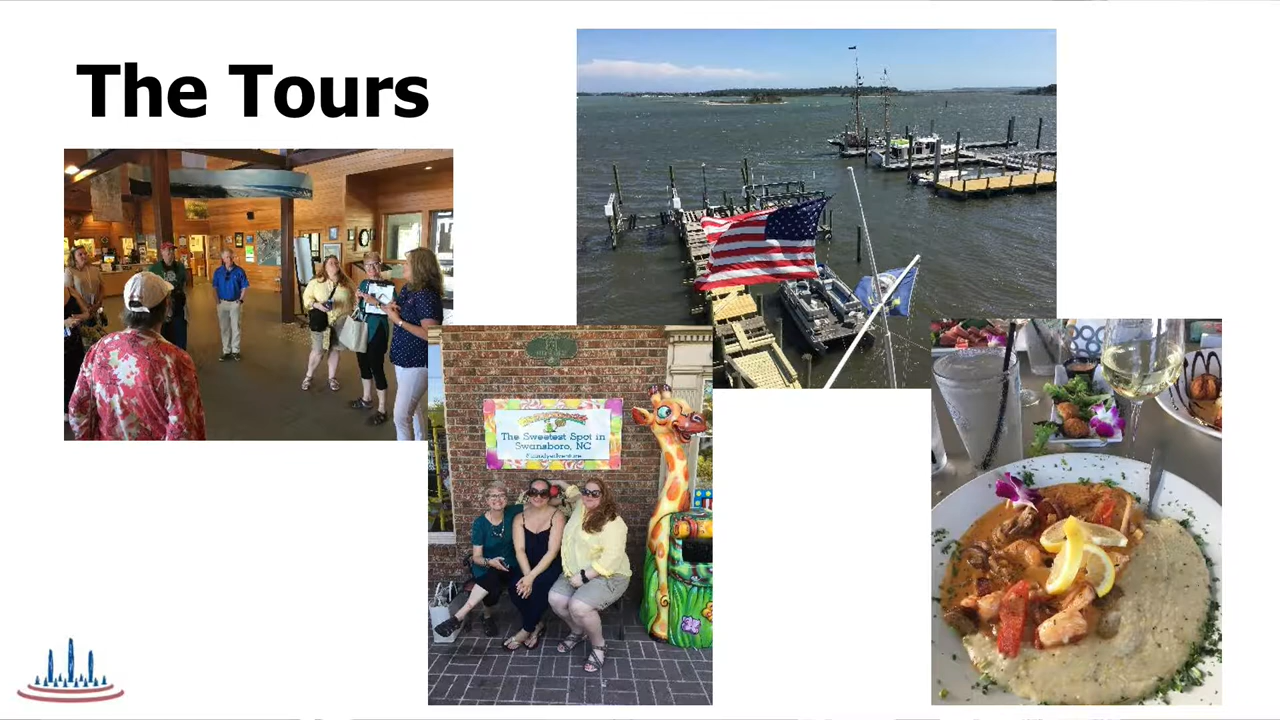 The Tours
The Sweetest Spot in
Swansboro, NC